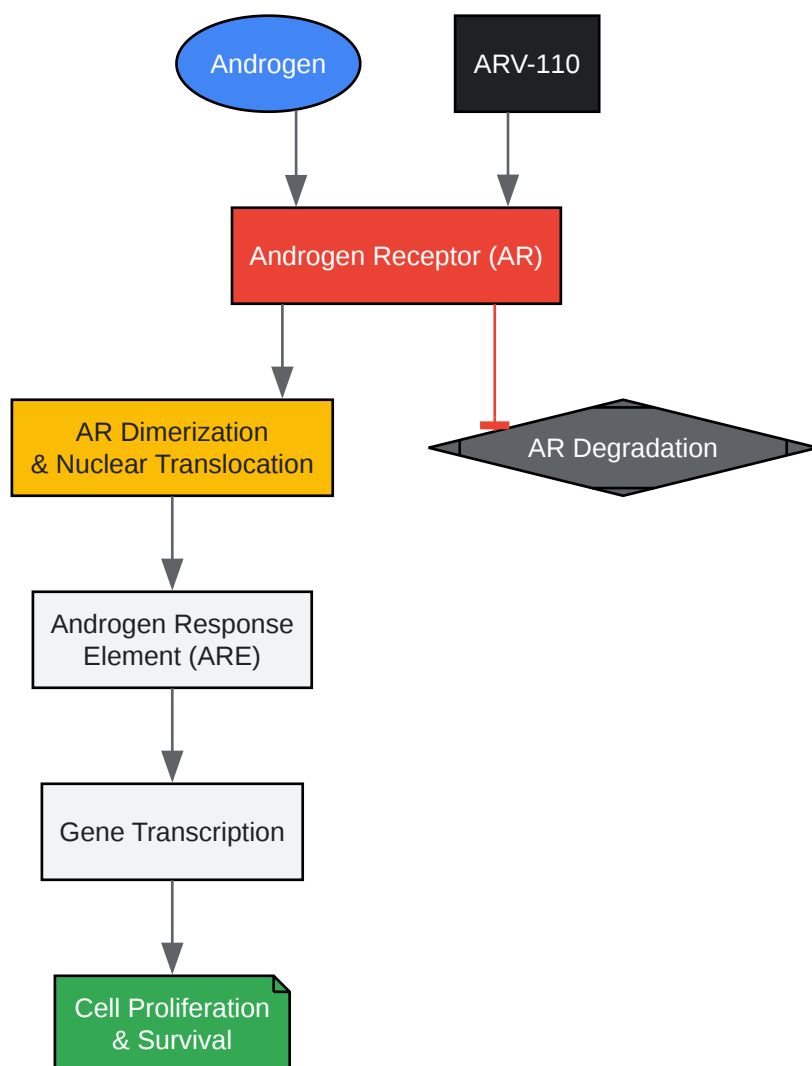 Androgen
ARV-110
Androgen Receptor (AR)
AR Dimerization
& Nuclear Translocation
AR Degradation
Androgen Response
Element (ARE)
Gene Transcription
Cell Proliferation
& Survival